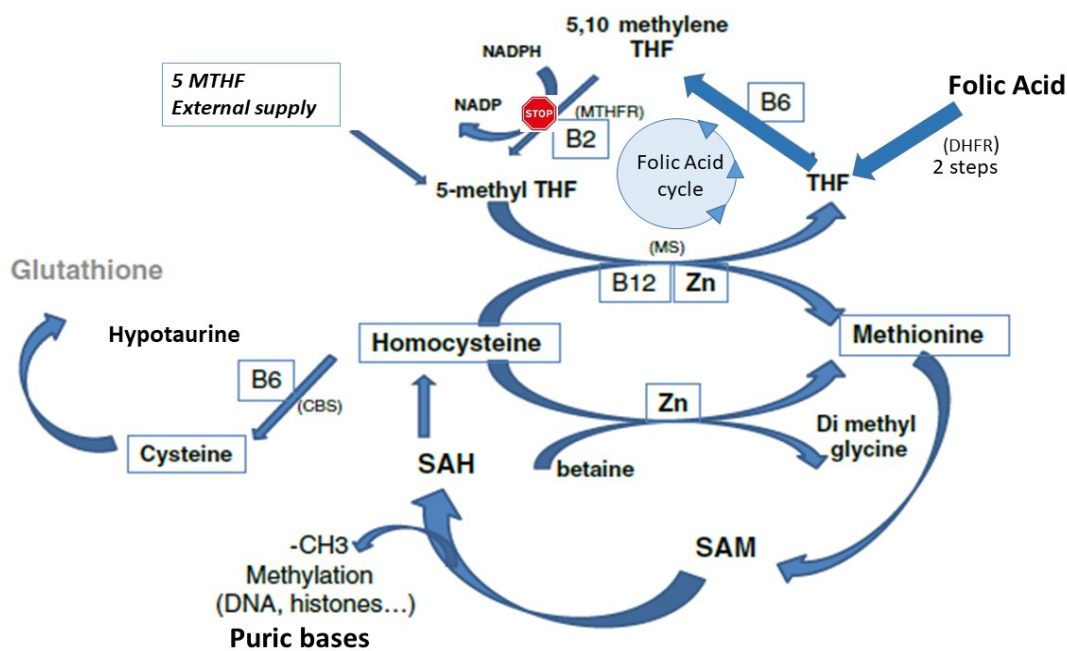 5,10 methylene
THF
NADPH
5 MTHF
External supply
NADP
STOP
(MTHFR)
B2
B6
Folic Acid
(DHFR)
2 steps
Folic Acid
cycle
THF
5-methyl THF
(MS)
B12
Zn
Glutathione
Hypotaurine
Homocysteine
Methionine
B6
(CBS)
Zn
Cysteine
SAH
betaine
Di methyl
glycine
SAM
-CH3
Methylation
(DNA, histones...)
Puric bases